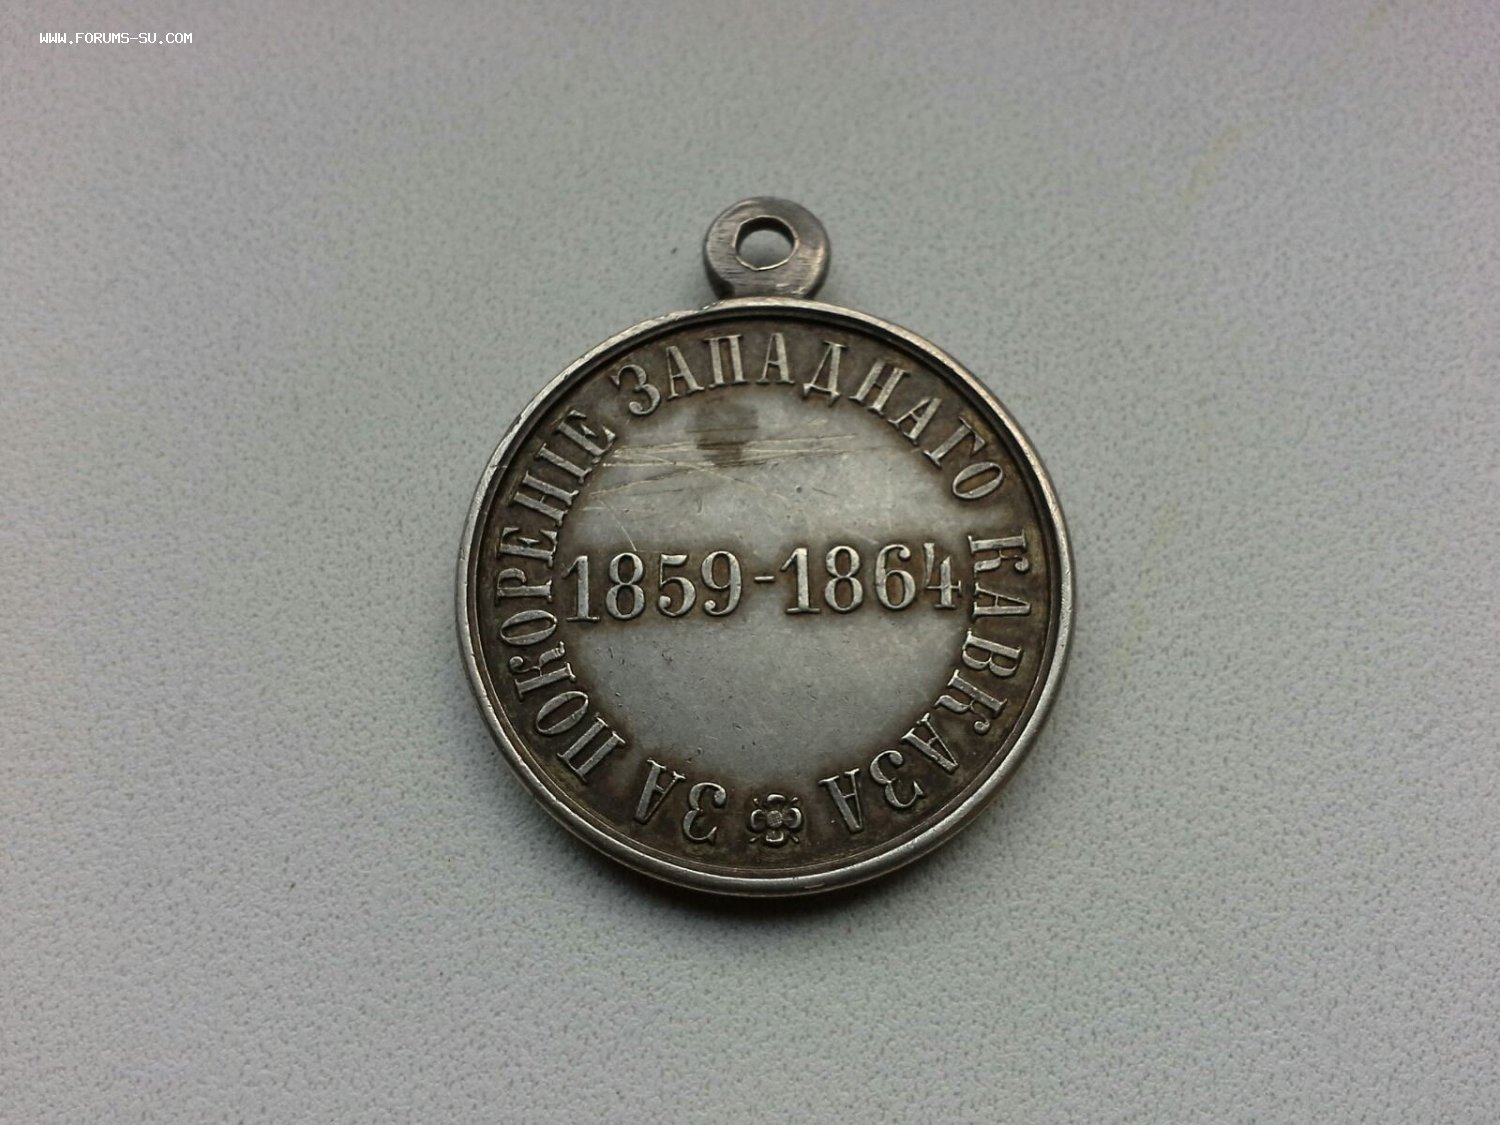 WWW.FORUMS-SU.COM
ЗА ПОКОРЕНІЕ ЗАПАДНАГО КАВКАЗА
1859-1864